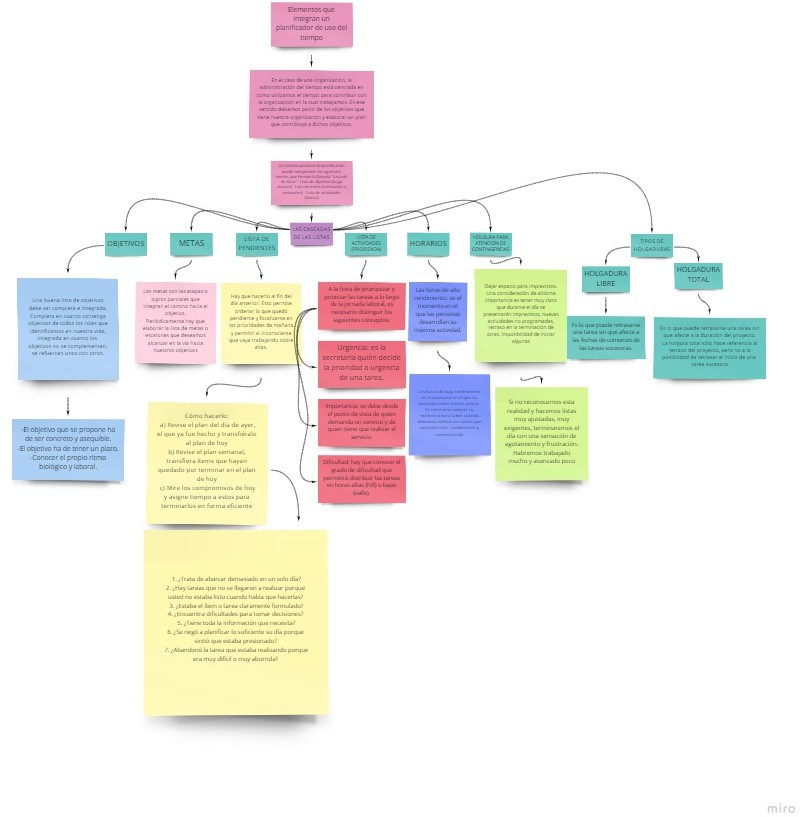 Elementos que
integran un
planificador de uso del
tiempo
En el caso de una organización, la
administración del tiempo está centrada en
como utilizamos el tiempo para contribuir con
la organización en la cual trabajamos. En ese
sentido debemos partir de los objetivos que
tiene nuestra organización y elaborar un plan
que contribuya a dichos objetivos.
LAS CASCADAS
DE LAS LISTAS
OBJETIVOS
METAS
LISTA DE
PENDIENTES
LISTA DE
ACTIVIDADES
(PRIORIZADA)
HORARIOS
HOLGURA PARA
ATENCION DE
CONTINGENCIAS
TIPOS DE
HOLGADURAS
HOLGADURA
LIBRE
HOLGADURA
TOTAL
Una buena lista de objetivos
debe ser completa e integrada.
Completa en cuanto contenga
objetivos de todos los roles que
identificamos en nuestra vida,
integrada en cuanto los
objetivos no se complementen,
se refuercen unos con otros.
-El objetivo que se propone ha
de ser concreto y asequible.
-El objetivo ha de tener un plazo.
-Conocer el propio ritmo
biológico y laboral.
Las metas son las etapas o
logros parciales que
integran el camino hacia el
objetivo.
Periódicamente hay que
elaborar la lista de metas o
escalones que deseamos
alcanzar en la vía hacia
nuestros objetivos
Hay que hacerlo al fin del
día anterior. Esto permite
ordenar lo que quedó
pendiente y focalizarse en
las prioridades de mañana,
y permitir al inconsciente
que vaya trabajando sobre
ellas.
Cómo hacerlo:
a) Revise el plan del día de ayer,
el que ya fue hecho y transfiéralo
al plan de hoy
b) Revise el plan semanal,
transfiera ítems que hayan
quedado por terminar en el plan
de hoy
c) Mire los compromisos de hoy
y asigne tiempo a estos para
terminarlos en forma eficiente
1. ¿Trata de abarcar demasiado en un solo día?
2. ¿Hay tareas que no se llegaron a realizar porque
usted no estaba listo cuando había que hacerlas?
3. ¿Estaba el ítem o tarea claramente formulado?
4. ¿Encuentra dificultades para tomar decisiones?
5. ¿Tiene toda la información que necesita?
6. ¿Se negó a planificar lo suficiente su día porque
sintió que estaba presionado?
7. ¿Abandonó la tarea que estaba realizando porque
era muy difícil o muy aburrida?
A la hora de jerarquizar y
priorizar las tareas a lo largo
de la jornada laboral, es
necesario distinguir los
siguientes conceptos:
Urgencia: es la
secretaria quién decide
la prioridad o urgencia
de una tarea.
Importancia: se debe desde
el punto de vista de quien
demanda un servicio y de
quien tiene que realizar el
servicio.
Dificultad: hay que conocer el
grado de dificultad que
permitirá distribuir las tareas
en horas altas (hill) o bajas
(valle).
Las horas de alto
rendimiento: es el
momento en que
las personas
desarrollan su
máxima actividad.
Dejar espacio para imprevistos.
Una consideración de altísima
importancia es tener muy claro
que durante el día se
presentarán imprevistos, nuevas
actividades no programadas,
retraso en la terminación de
otras, imposibilidad de iniciar
algunas
Si no reconocemos esta
realidad y hacemos listas
muy ajustadas, muy
exigentes, terminaremos el
día con una sensación de
agotamiento y frustración.
Habremos trabajado
mucho y avanzado poco
Es lo que puede retrasarse
una tarea sin que afecte a
las fechas de comienzo de
las tareas sucesoras.
Es lo que puede retrasarse una tarea sin
que afecte a la duración del proyecto.
La holgura total sólo hace referencia al
retraso del proyecto, pero no a la
posibilidad de retrasar el inicio de una
tarea sucesora
miro